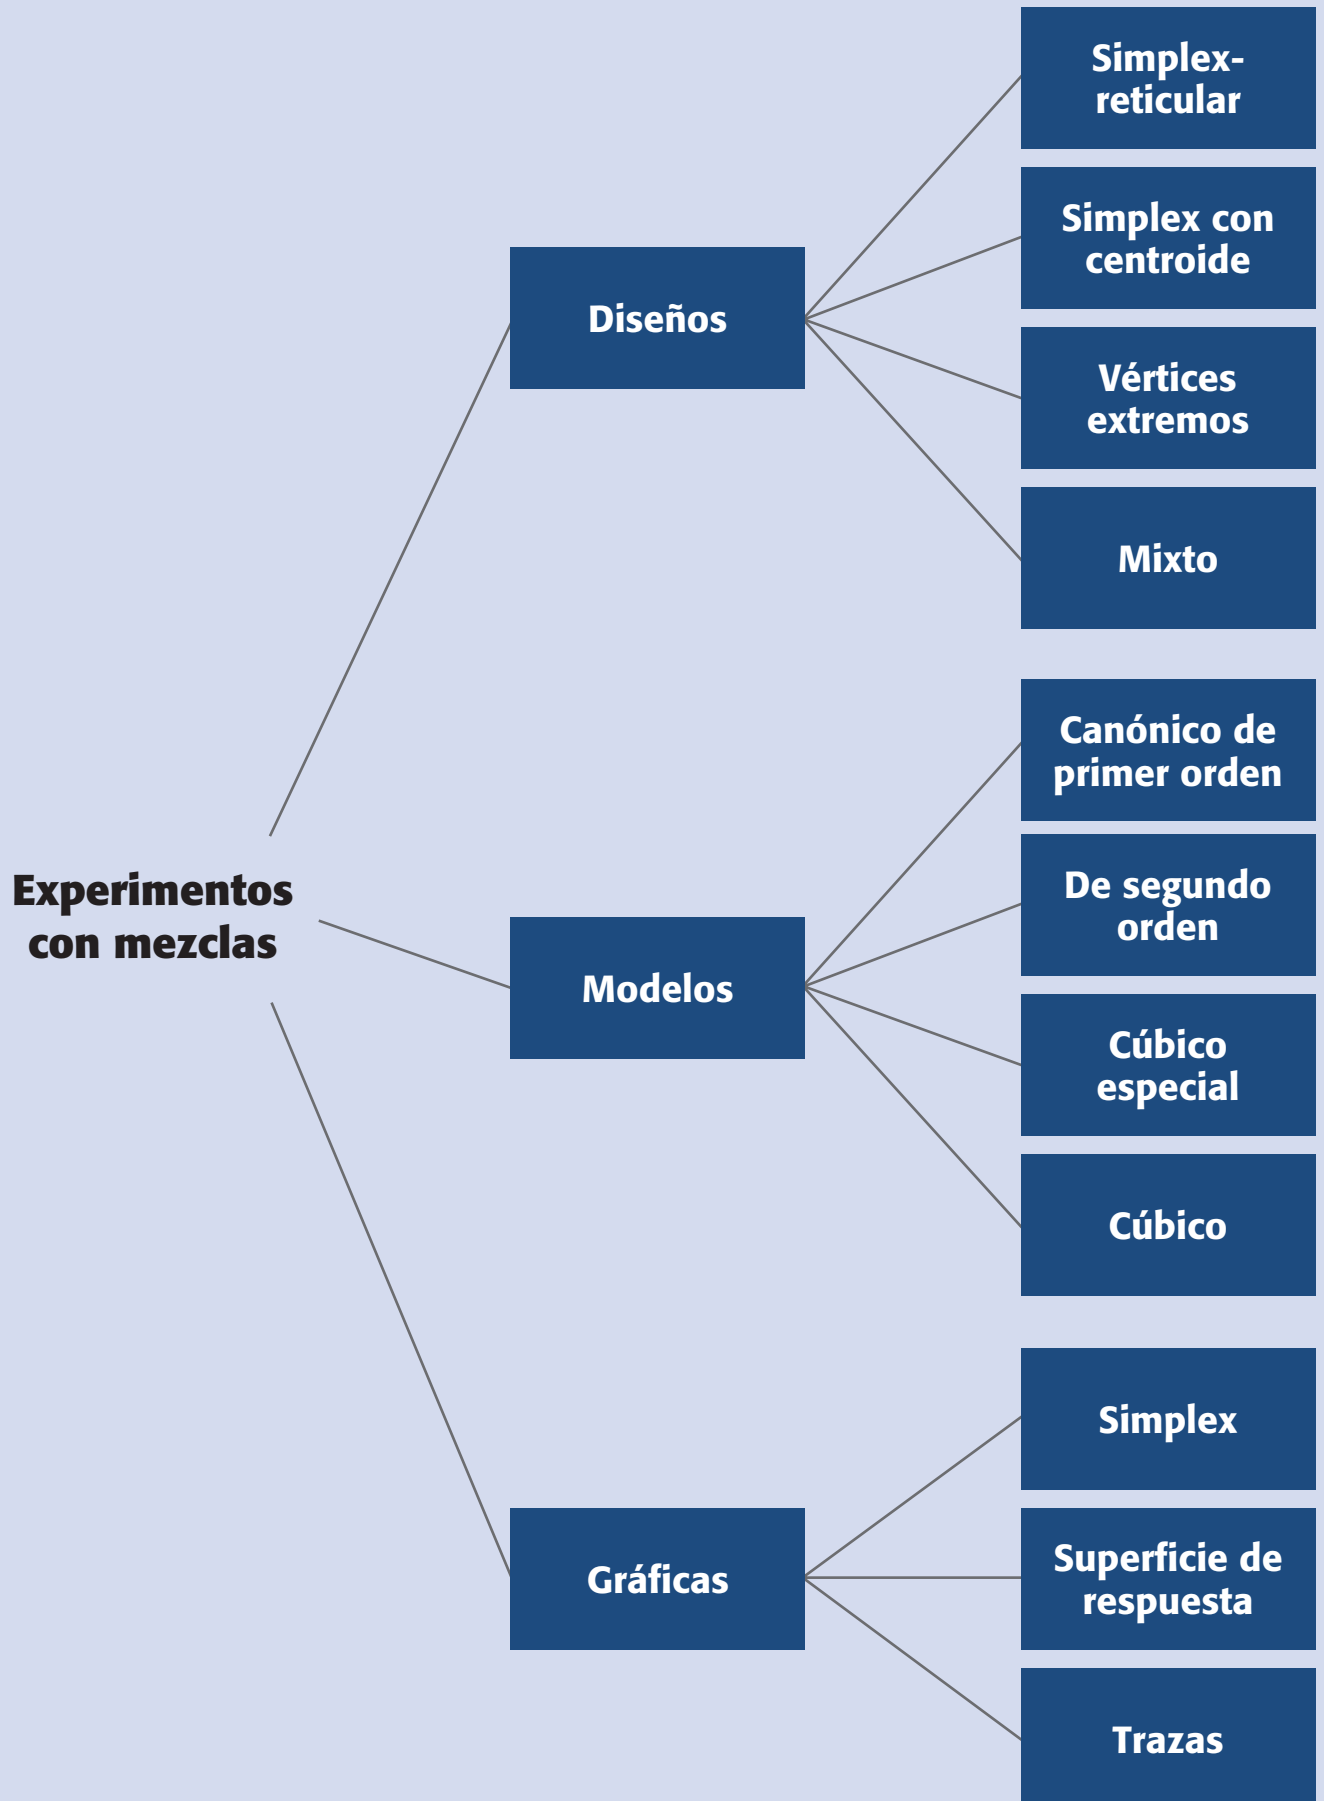 Experimentos
con mezclas
Diseños
Simplex-
reticular
Simplex con
centroide
Vértices
extremos
Mixto
Modelos
Canónico de
primer orden
De segundo
orden
Cúbico
especial
Cúbico
Gráficas
Simplex
Superficie de
respuesta
Trazas